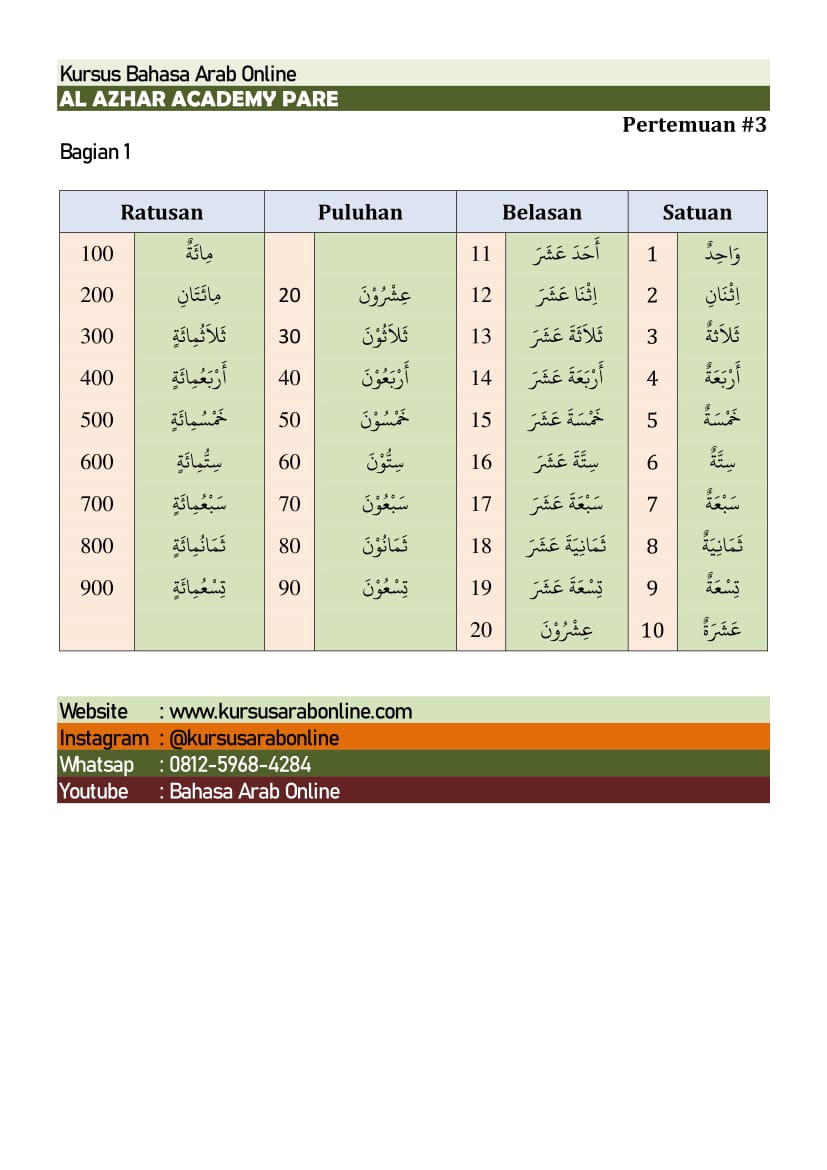 Kursus Bahasa Arab Online
AL AZHAR ACADEMY PARE
Pertemuan #3
Bagian 1
Ratusan Puluhan Belasan Satuan
100 مِائَةٌ 11 أَحَدَ عَشَرَ 1 وَاحِدٌ
200 مِائَتَانِ 20 عِشْرُوْنَ 12 اِثْنَا عَشَرَ 2 اِثْنَانِ
300 ثَلَاثُمِائَةٍ 30 ثَلَاثُوْنَ 13 ثَلَاثَةَ عَشَرَ 3 ثَلَاثةٌ
400 أَرْبَعُمِائَةٍ 40 أَرْبَعُوْنَ 14 أَرْبَعَةَ عَشَرَ 4 أَرْبَعَةٌ
500 خَمْسُمِائَةٍ 50 خَمْسُوْنَ 15 خَمْسَةَ عَشَرَ 5 خَمْسَةٌ
600 سِتُّمِائَةٍ 60 سِتُّوْنَ 16 سِتَّةَ عَشَرَ 6 سِتَّةٌ
700 سَبْعُمِائَةٍ 70 سَبْعُوْنَ 17 سَبْعَةَ عَشَرَ 7 سَبْعَةٌ
800 ثَمَانُمِائَةٍ 80 ثَمَانُوْنَ 18 ثَمَانِيَةَ عَشَرَ 8 ثَمَانِيَةٌ
900 تِسْعُمِائَةٍ 90 تِسْعُوْنَ 19 تِسْعَةَ عَشَرَ 9 تِسْعَةٌ
20 عِشْرُوْنَ 10 عَشَرَةٌ
Website : www.kursusarabonline.com
Instagram : @kursusarabonline
Whatsap : 0812-5968-4284
Youtube : Bahasa Arab Online